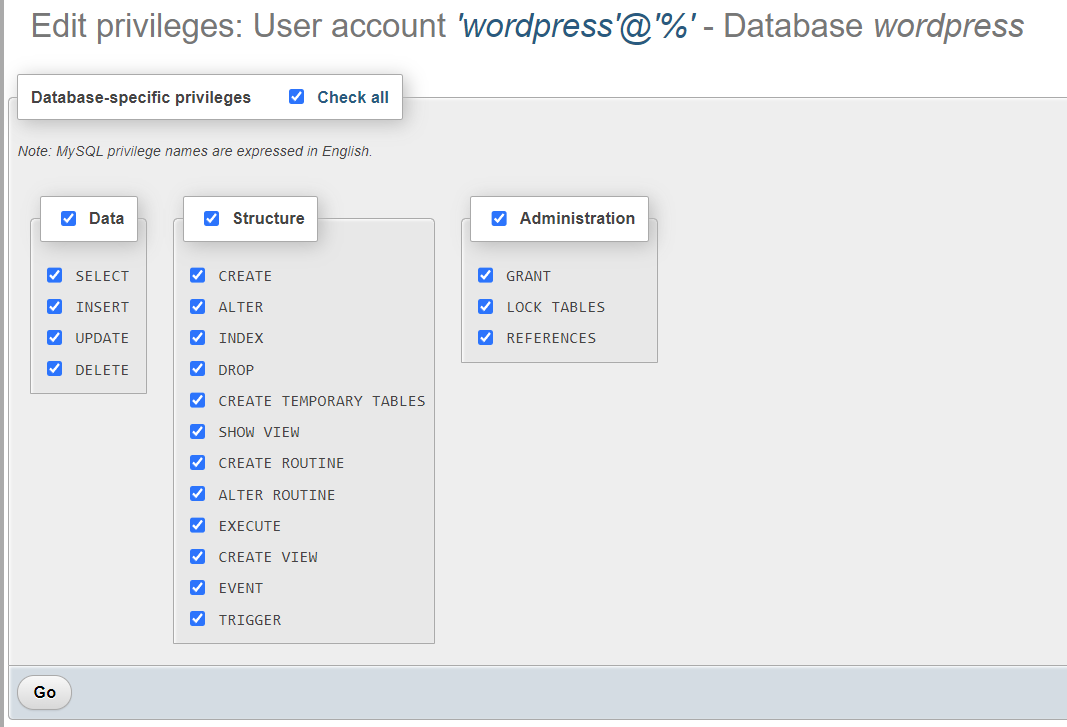 Edit privileges: User account 'wordpress'@'%' - Database wordpress
Database-specific privileges Check all
Note: MySQL privilege names are expressed in English.
Data
SELECT
INSERT
UPDATE
DELETE
Structure
CREATE
ALTER
INDEX
DROP
CREATE TEMPORARY TABLES
SHOW VIEW
CREATE ROUTINE
ALTER ROUTINE
EXECUTE
CREATE VIEW
EVENT
TRIGGER
Administration
GRANT
LOCK TABLES
REFERENCES
Go